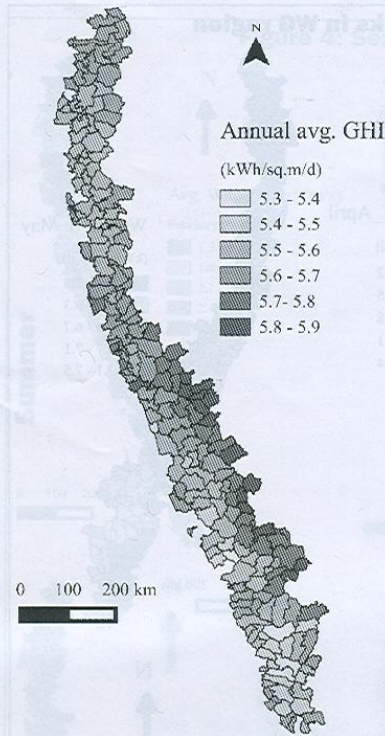 N
Annual avg. GHI
(kWh/sq.m/d)
5.3 - 5.4
5.4 - 5.5
5.5 - 5.6
5.6 - 5.7
5.7- 5.8
5.8 - 5.9
0 100 200 km